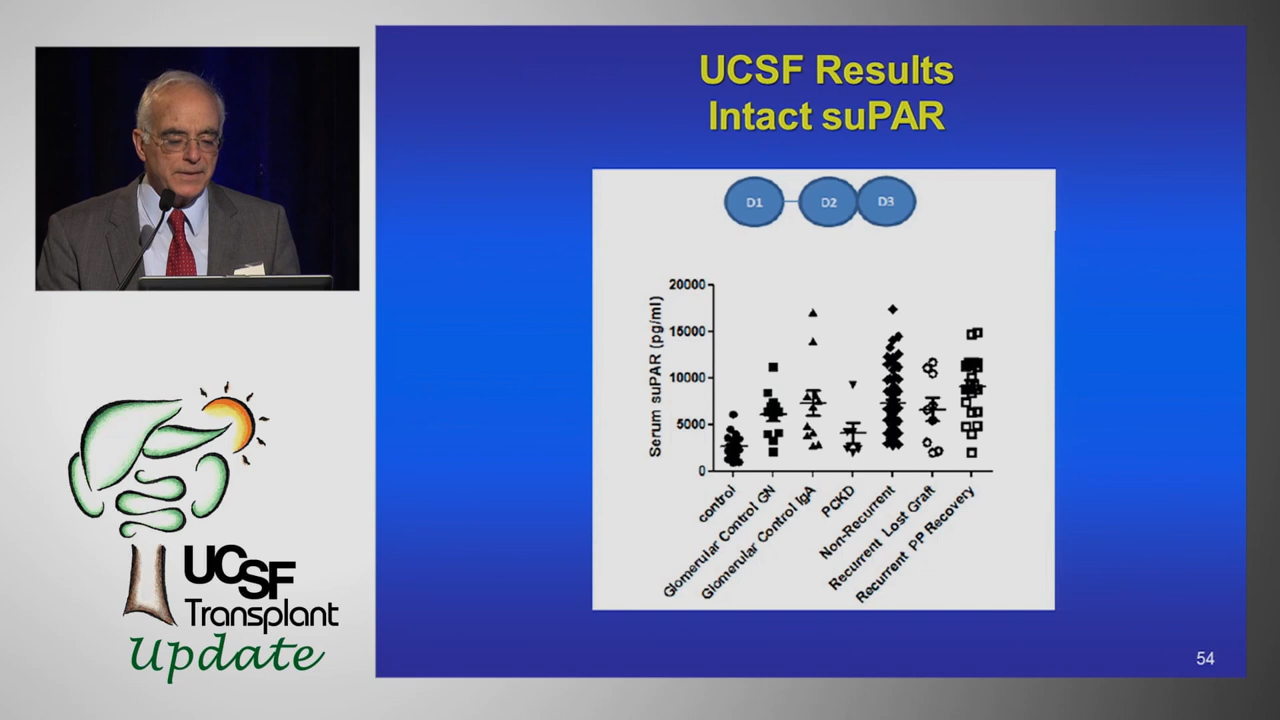 UCSF Results
Intact suPAR
D1
D2
D3
Serum suPAR (pg/ml)
20000
15000
10000
5000
0
control
Glomerular Control GN
Glomerular Control IgA
PCKD
Non-Recurrent
Recurrent Lost Graft
Recurrent PP Recovery
54
UCSF
Transplant
Update